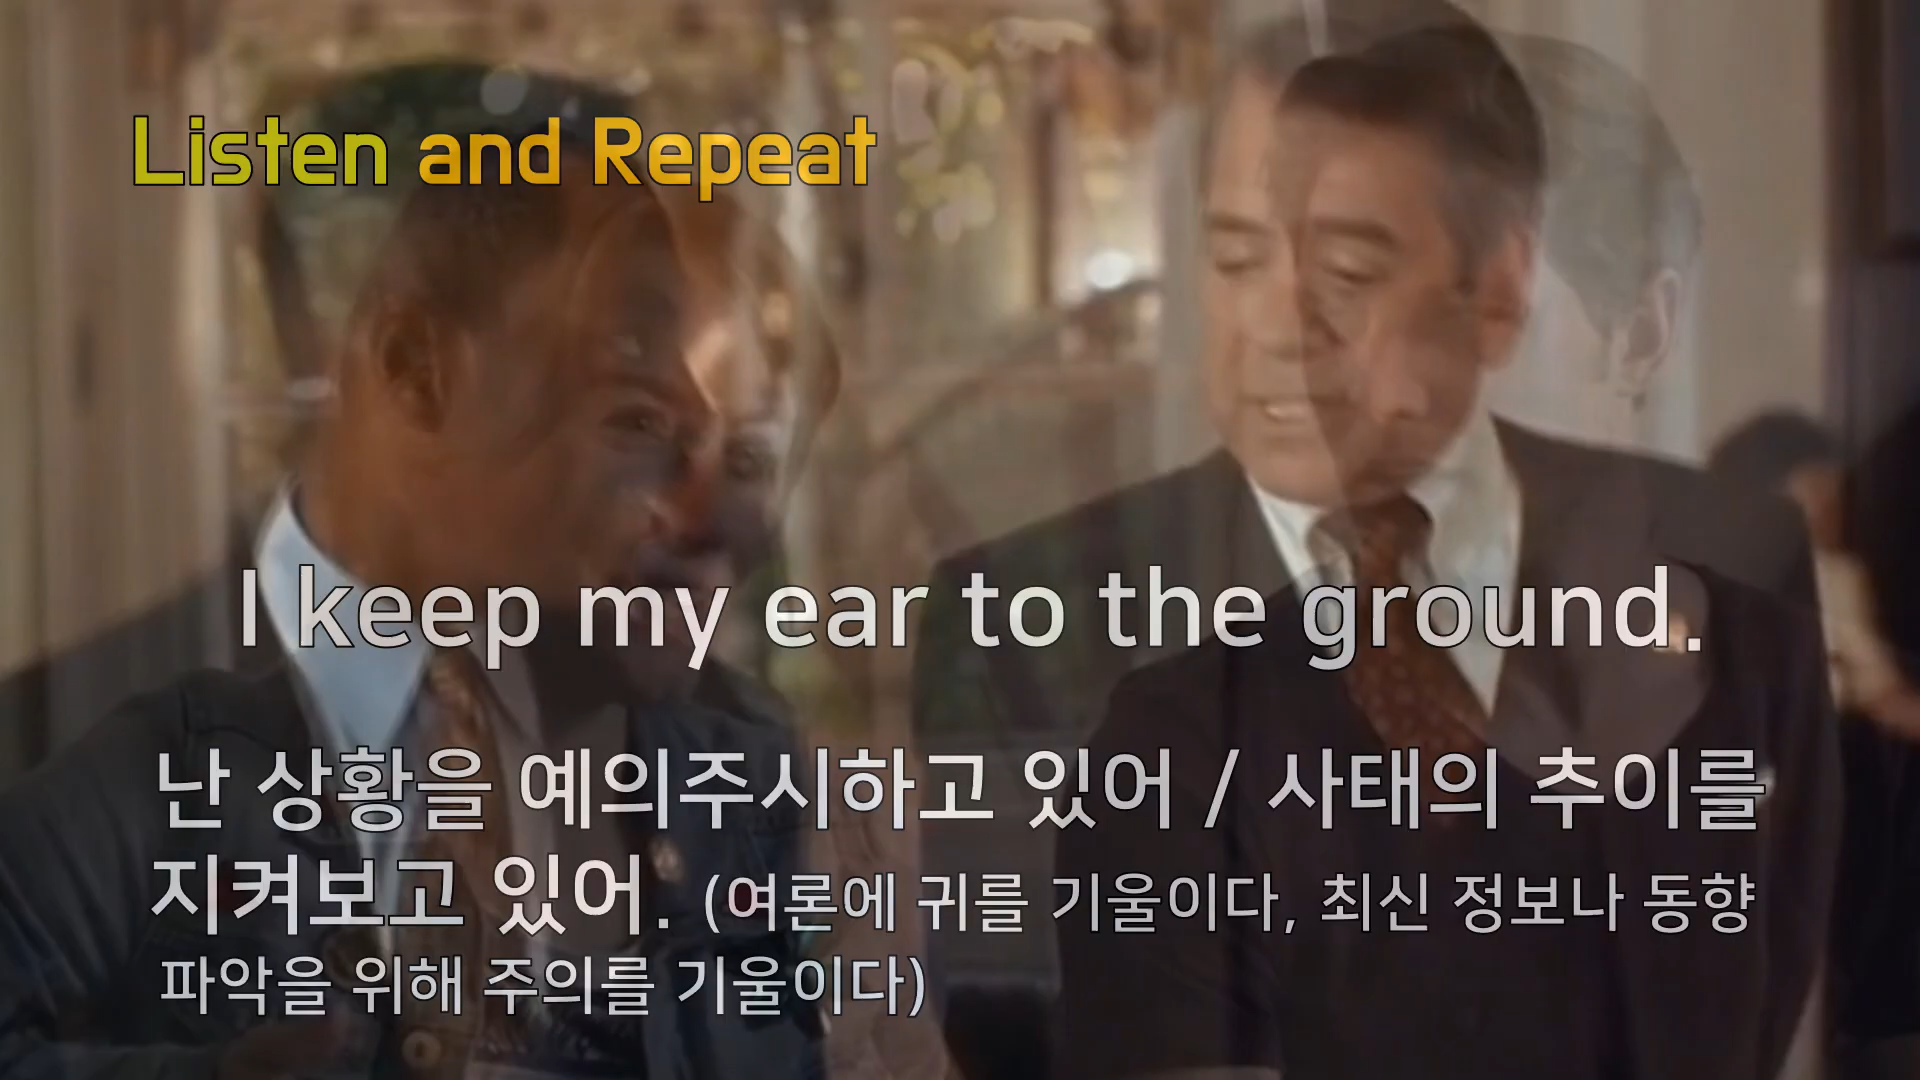 Listen and Repeat
I keep my ear to the ground.
난 상황을 예의주시하고 있어 / 사태의 추이를
지켜보고 있어. (여론에 귀를 기울이다, 최신 정보나 동향
파악을 위해 주의를 기울이다)